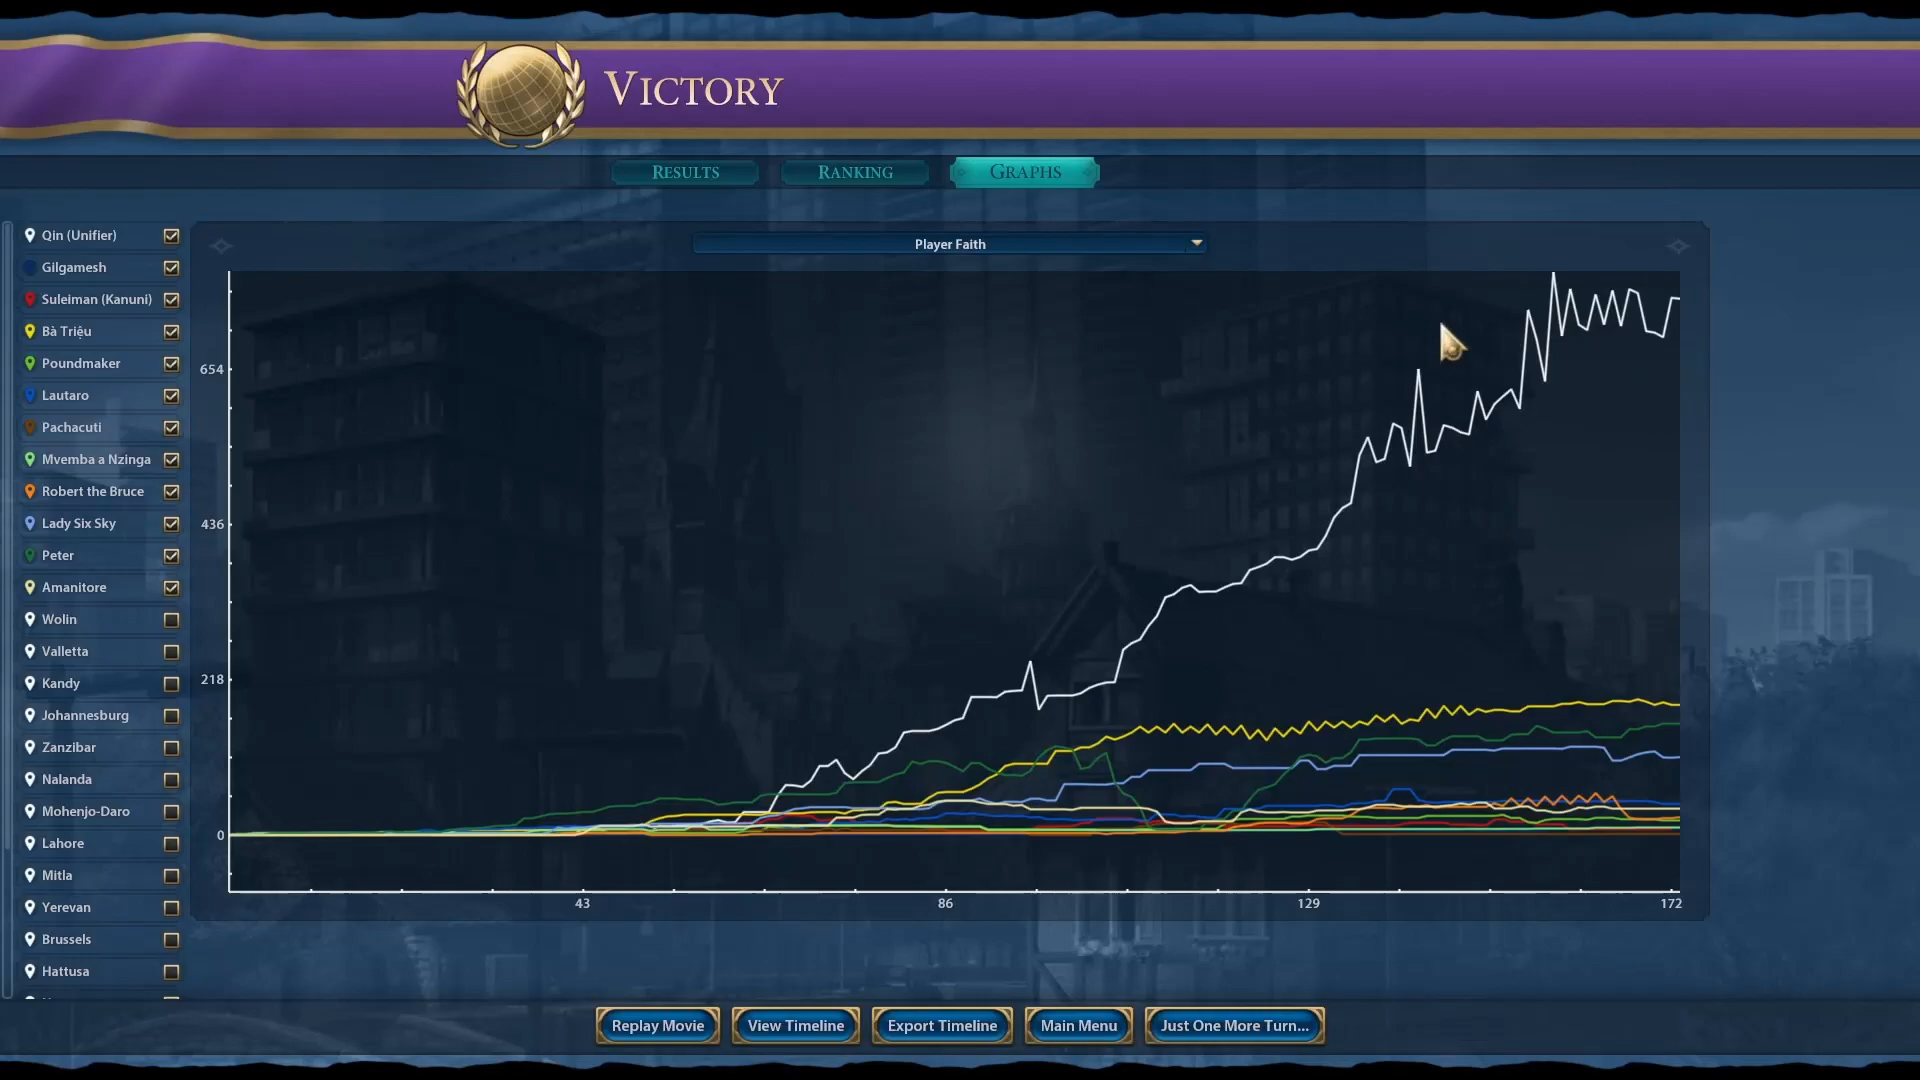 VICTORY
RESULTS
RANKING
GRAPHS
Qin (Unifier)
Gilgamesh
Suleiman (Kanuni)
Bà Triệu
Poundmaker
Lautaro
Pachacuti
Mvemba a Nzinga
Robert the Bruce
Lady Six Sky
Peter
Amanitore
Wolin
Valletta
Kandy
Johannesburg
Zanzibar
Nalanda
Mohenjo-Daro
Lahore
Mitla
Yerevan
Brussels
Hattusa
Player Faith
654
436
218
0
43
86
129
172
Replay Movie
View Timeline
Export Timeline
Main Menu
Just One More Turn...